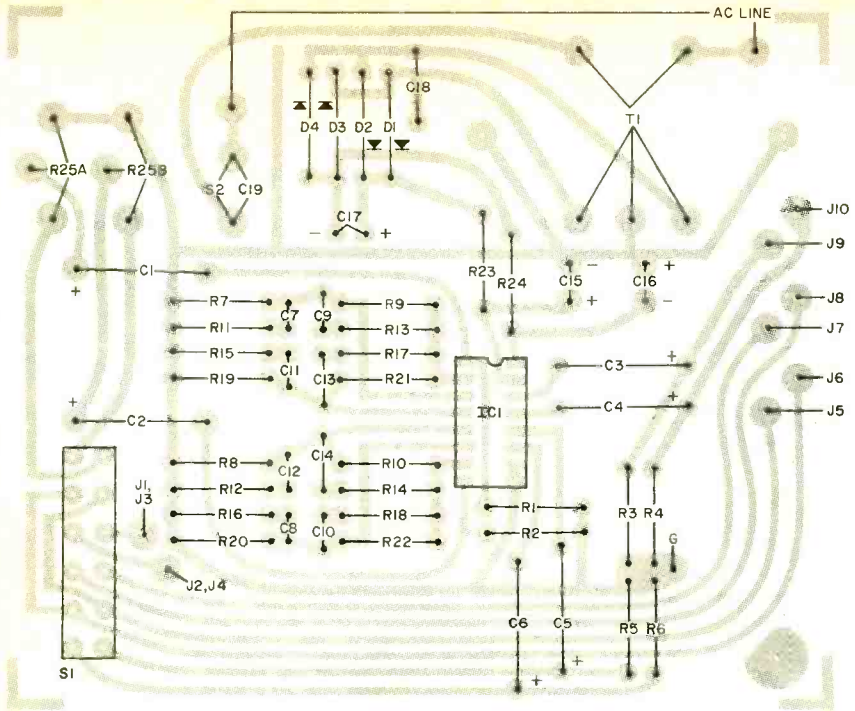 AC LINE
C18
D4 D3 D2 D1
T1
R25A R25B
S2 C19
C17
- +
J10
J9
R23 R24
- +
C15 C16
+ -
C1
+
J8
J7
R7 C7 C9 R9
R11 R13
R15 C11 C13 R17
R19 R21
C3 +
IC1
C4 +
J6
J5
+
C2
R8 C12 C14 R10
R12 R14
J1, J3
R16 C8 C10 R18
R20 R22
R1
R2
R3 R4 G
J2, J4
C6 C5 R5 R6
+ +
S1